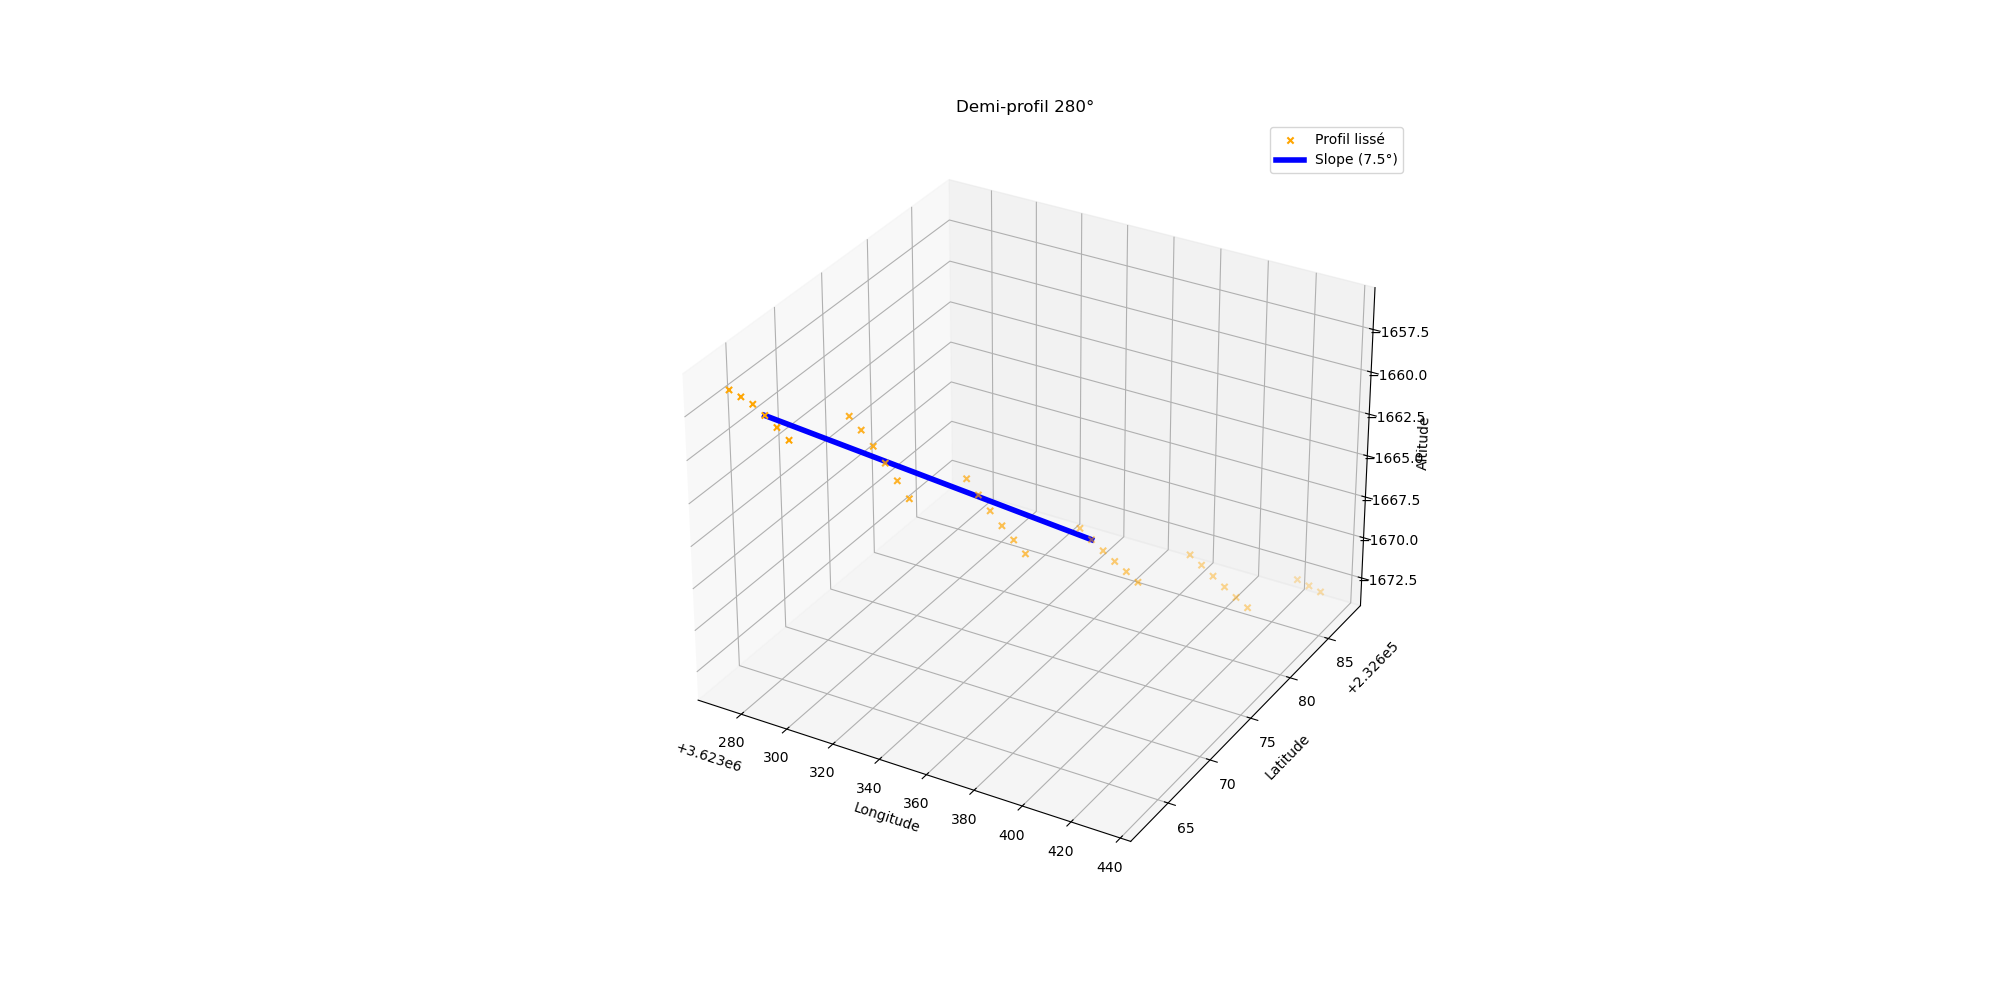 Demi-profil 280°
Profil lissé
Slope (7.5°)
−1657.5
−1660.0
−1662.5
−1665.0
Altitude
−1667.5
−1670.0
−1672.5
85
+2.326e5
80
75
Latitude
70
65
280
+3.623e6
300
320
340
360
Longitude
380
400
420
440